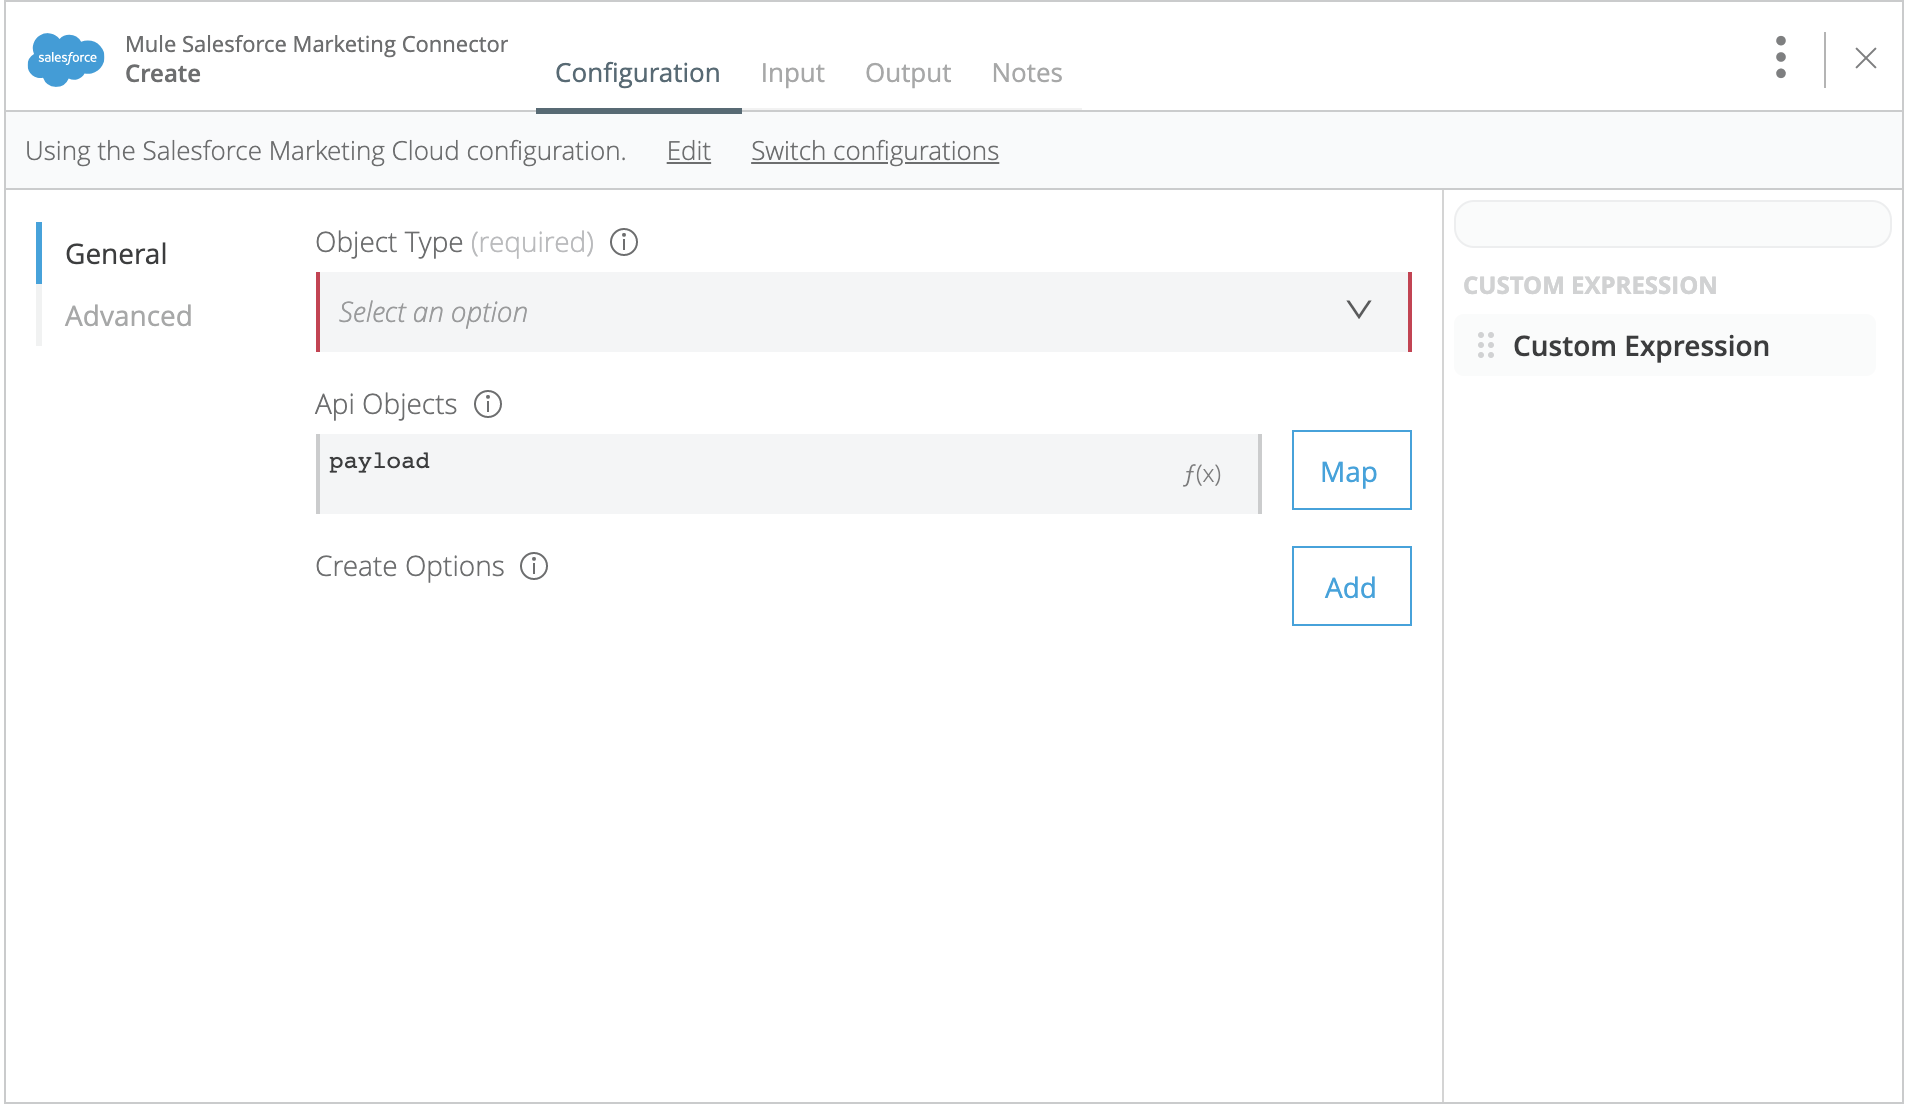 salesforce
Mule Salesforce Marketing Connector
Create
Configuration Input Output Notes
Using the Salesforce Marketing Cloud configuration. Edit Switch configurations
General
Advanced
Object Type (required)
Select an option
Api Objects
payload
f(x)
Map
Create Options
Add
CUSTOM EXPRESSION
Custom Expression